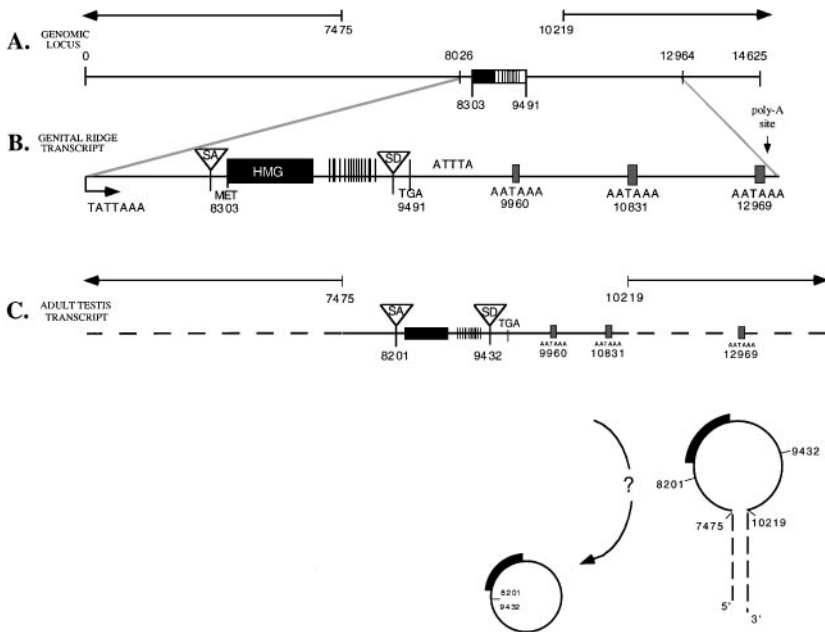 7475
10219
A.
GENOMIC
LOCUS
0
8026
12964
14625
8303
9491
poly-A
site
B.
GENITAL RIDGE
TRANSCRIPT
SA
HMG
SD
ATTTA
TATTAAA
MET
8303
TGA
9491
AATAAA
9960
AATAAA
10831
AATAAA
12969
7475
10219
C.
ADULT TESTIS
TRANSCRIPT
SA
SD
TGA
8201
9432
AATAAA
9960
AATAAA
10831
AATAAA
12969
?
8201
9432
7475
10219
8201
9432
5'
3'